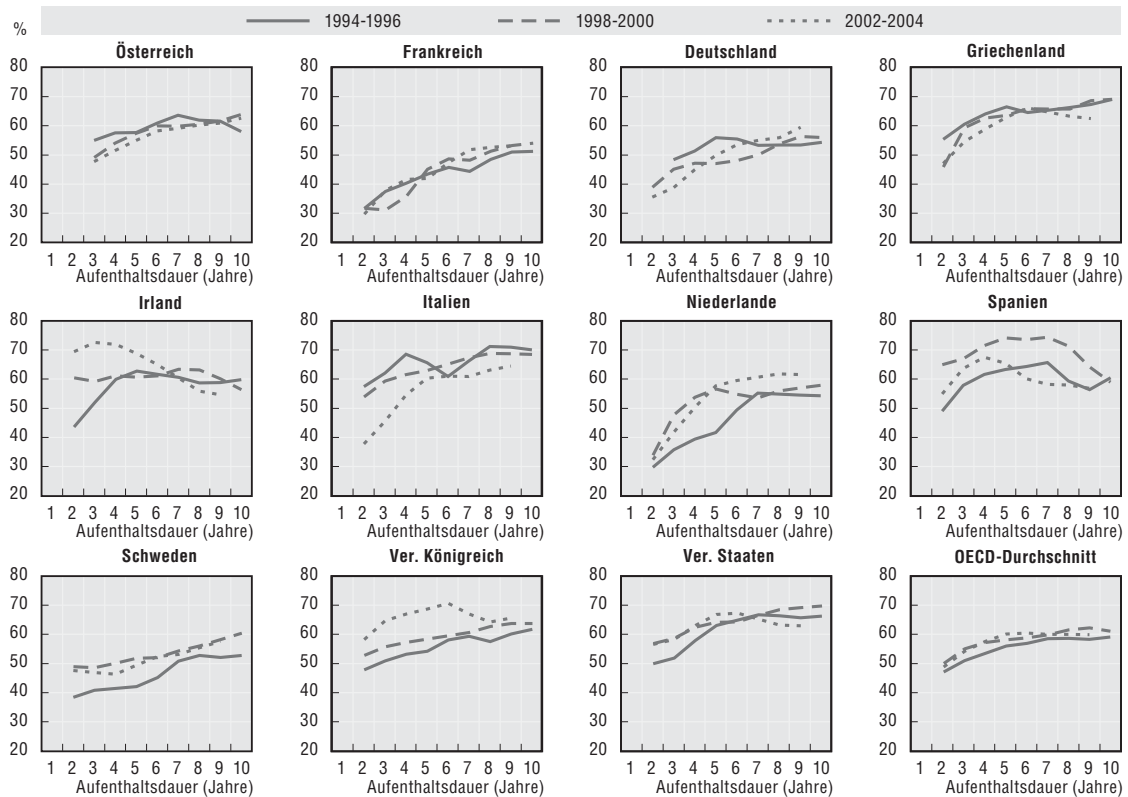 % 1994-1996 1998-2000 2002-2004
Österreich Frankreich Deutschland Griechenland
80 80 80 80
70 70 70 70
60 60 60 60
50 50 50 50
40 40 40 40
30 30 30 30
20 20 20 20
1 2 3 4 5 6 7 8 9 10 1 2 3 4 5 6 7 8 9 10 1 2 3 4 5 6 7 8 9 10 1 2 3 4 5 6 7 8 9 10
Aufenthaltsdauer (Jahre) Aufenthaltsdauer (Jahre) Aufenthaltsdauer (Jahre) Aufenthaltsdauer (Jahre)
Irland Italien Niederlande Spanien
80 80 80 80
70 70 70 70
60 60 60 60
50 50 50 50
40 40 40 40
30 30 30 30
20 20 20 20
1 2 3 4 5 6 7 8 9 10 1 2 3 4 5 6 7 8 9 10 1 2 3 4 5 6 7 8 9 10 1 2 3 4 5 6 7 8 9 10
Aufenthaltsdauer (Jahre) Aufenthaltsdauer (Jahre) Aufenthaltsdauer (Jahre) Aufenthaltsdauer (Jahre)
Schweden Ver. Königreich Ver. Staaten OECD-Durchschnitt
80 80 80 80
70 70 70 70
60 60 60 60
50 50 50 50
40 40 40 40
30 30 30 30
20 20 20 20
1 2 3 4 5 6 7 8 9 10 1 2 3 4 5 6 7 8 9 10 1 2 3 4 5 6 7 8 9 10 1 2 3 4 5 6 7 8 9 10
Aufenthaltsdauer (Jahre) Aufenthaltsdauer (Jahre) Aufenthaltsdauer (Jahre) Aufenthaltsdauer (Jahre)